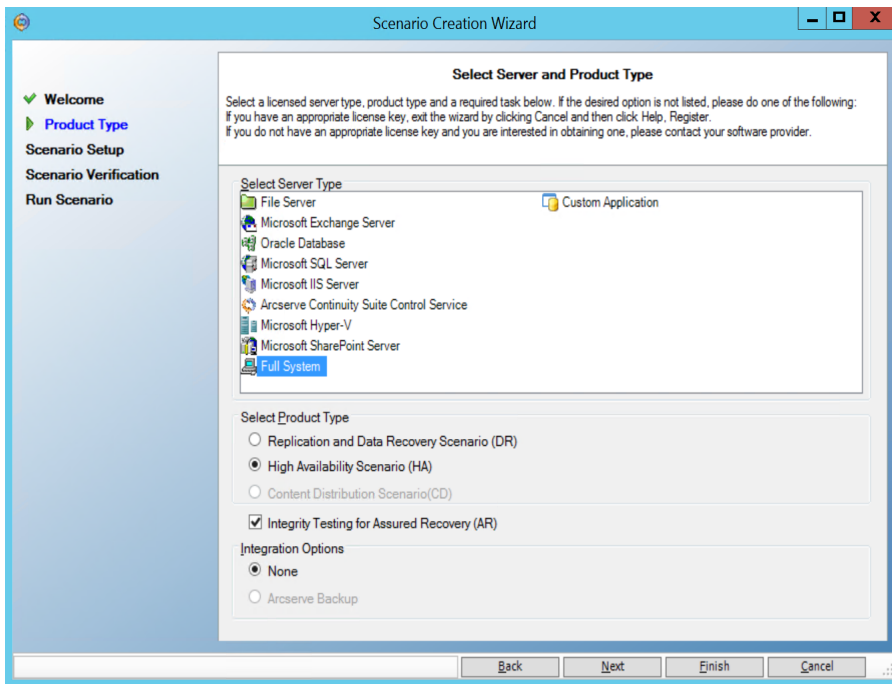 Scenario Creation Wizard
Welcome
Product Type
Scenario Setup
Scenario Verification
Run Scenario
Select Server and Product Type
Select a licensed server type, product type and a required task below. If the desired option is not listed, please do one of the following:
If you have an appropriate license key, exit the wizard by clicking Cancel and then click Help, Register.
If you do not have an appropriate license key and you are interested in obtaining one, please contact your software provider.
Select Server Type
File Server
Custom Application
Microsoft Exchange Server
Oracle Database
Microsoft SQL Server
Microsoft IIS Server
Arcserve Continuity Suite Control Service
Microsoft Hyper-V
Microsoft SharePoint Server
Full System
Select Product Type
Replication and Data Recovery Scenario (DR)
High Availability Scenario (HA)
Content Distribution Scenario(CD)
Integrity Testing for Assured Recovery (AR)
Integration Options
None
Arcserve Backup
Back Next Finish Cancel